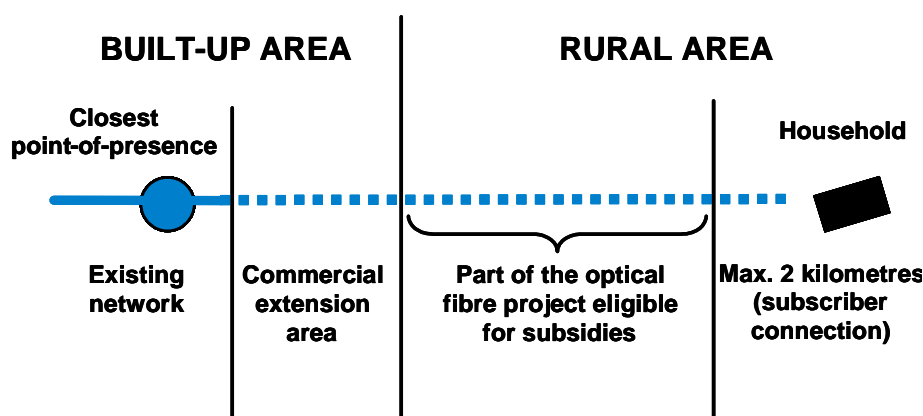 BUILT-UP AREA
RURAL AREA
Closest
point-of-presence
Household
Existing
network
Commercial
extension
area
Part of the optical
fibre project eligible
for subsidies
Max. 2 kilometres
(subscriber
connection)